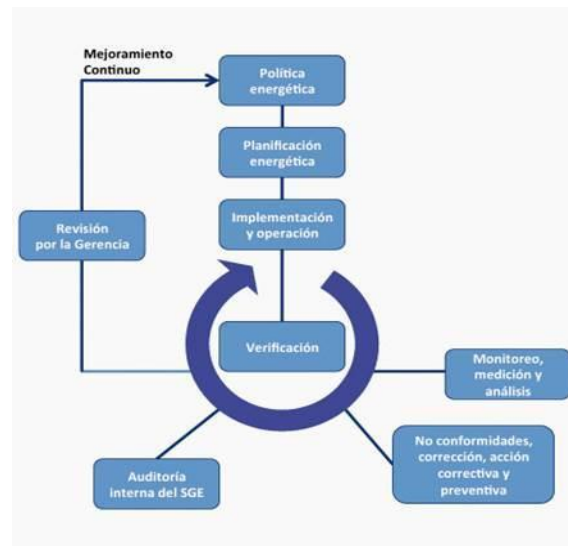 Mejoramiento
Continuo
Política
energética
Planificación
energética
Implementación
y operación
Revisión
por la Gerencia
Verificación
Monitoreo,
medición y
análisis
No conformidades,
corrección, acción
correctiva y
preventiva
Auditoría
interna del SGE